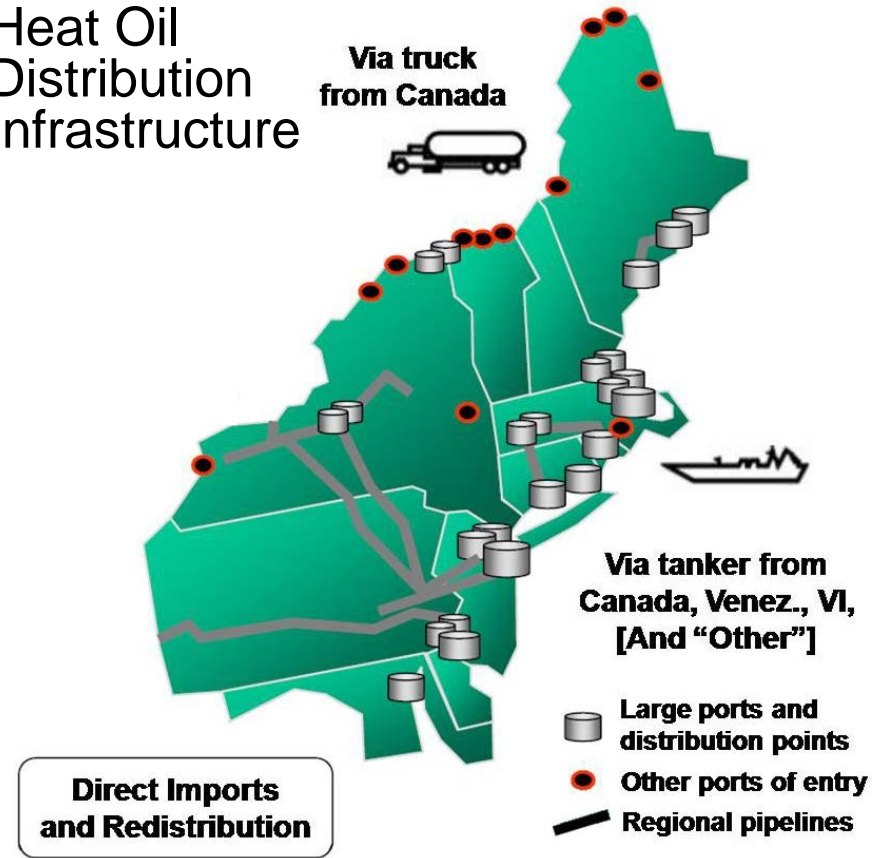 Heat Oil
Distribution
Infrastructure
Via truck
from Canada
Via tanker from
Canada, Venez., VI,
[And “Other”]
Large ports and
distribution points
Other ports of entry
Regional pipelines
Direct Imports
and Redistribution